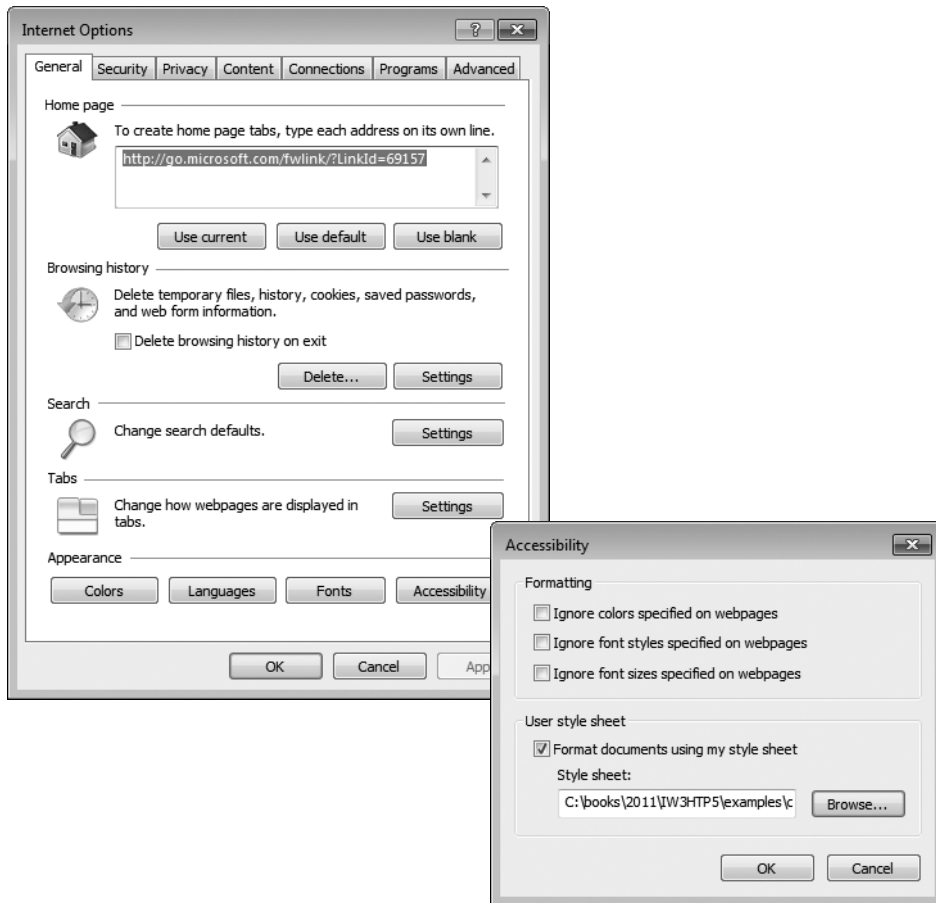 Internet Options
General Security Privacy Content Connections Programs Advanced
Home page
To create home page tabs, type each address on its own line.
http://go.microsoft.com/fwlink/?LinkId=69157
Use current Use default Use blank
Browsing history
Delete temporary files, history, cookies, saved passwords,
and web form information.
Delete browsing history on exit
Delete... Settings
Search
Change search defaults.
Settings
Tabs
Change how webpages are displayed in
tabs.
Settings
Appearance
Colors Languages Fonts Accessibility
OK Cancel App
Accessibility
Formatting
Ignore colors specified on webpages
Ignore font styles specified on webpages
Ignore font sizes specified on webpages
User style sheet
Format documents using my style sheet
Style sheet:
C:\books\2011\IW3HTP5\examples\c Browse...
OK Cancel